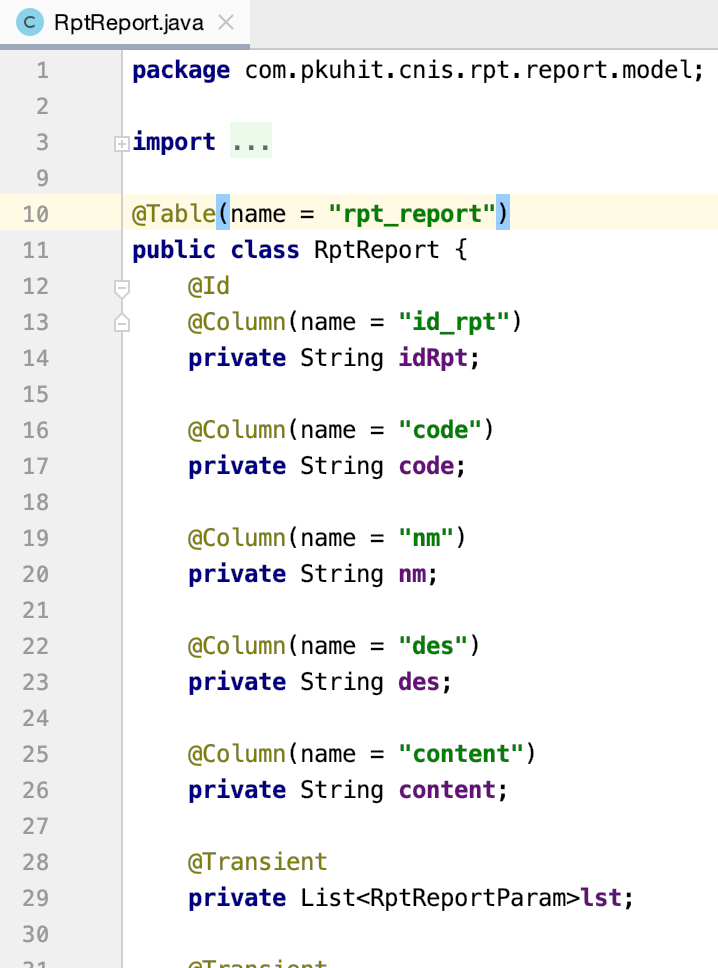 RptReport.java
1 package com.pkuhit.cnis.rpt.report.model;
2
3 import ...
9
10 @Table(name = "rpt_report")
11 public class RptReport {
12 @Id
13 @Column(name = "id_rpt")
14 private String idRpt;
15
16 @Column(name = "code")
17 private String code;
18
19 @Column(name = "nm")
20 private String nm;
21
22 @Column(name = "des")
23 private String des;
24
25 @Column(name = "content")
26 private String content;
27
28 @Transient
29 private List<RptReportParam>lst;
30
31 @Transient